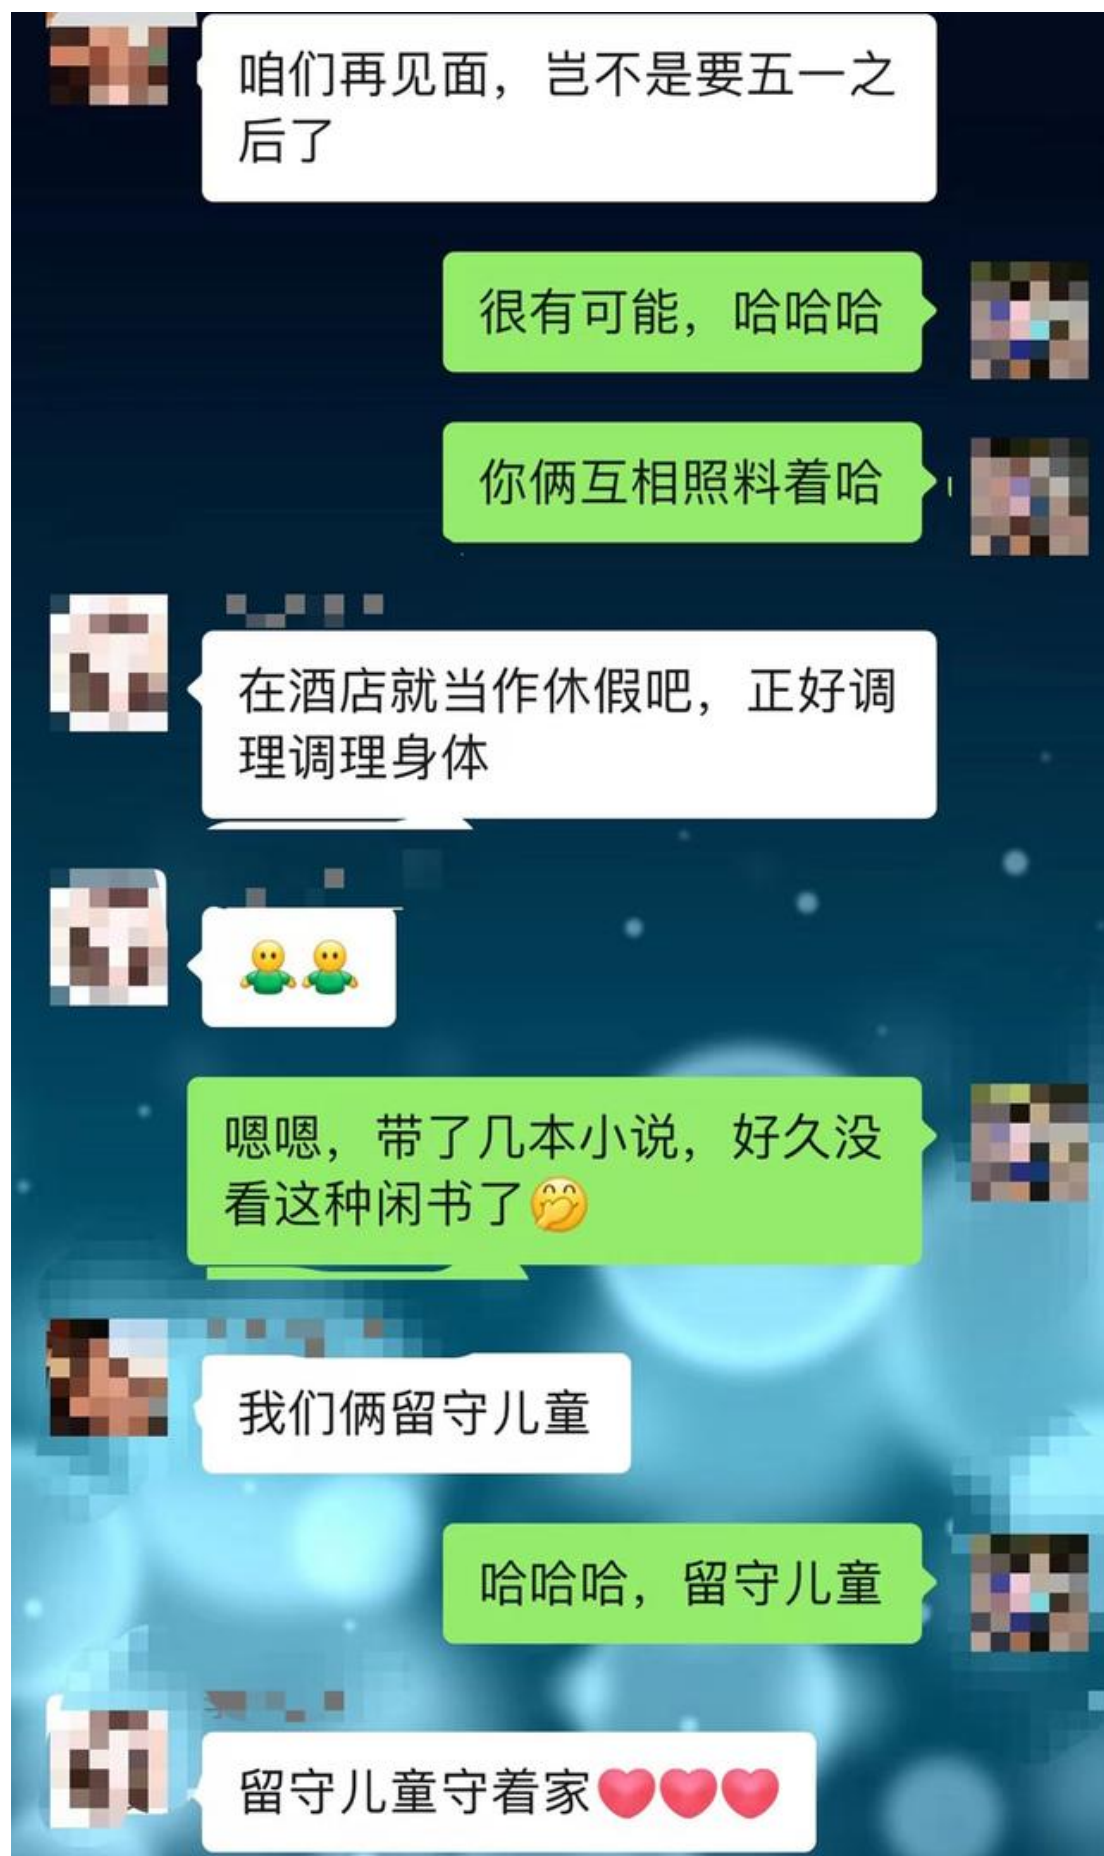 咱们再见面，岂不是要五一之
后了
很有可能，哈哈哈
你俩互相照料着哈
在酒店就当作休假吧，正好调
理调理身体
嗯嗯，带了几本小说，好久没
看这种闲书了🤭
我们俩留守儿童
哈哈哈，留守儿童
留守儿童守着家❤❤❤